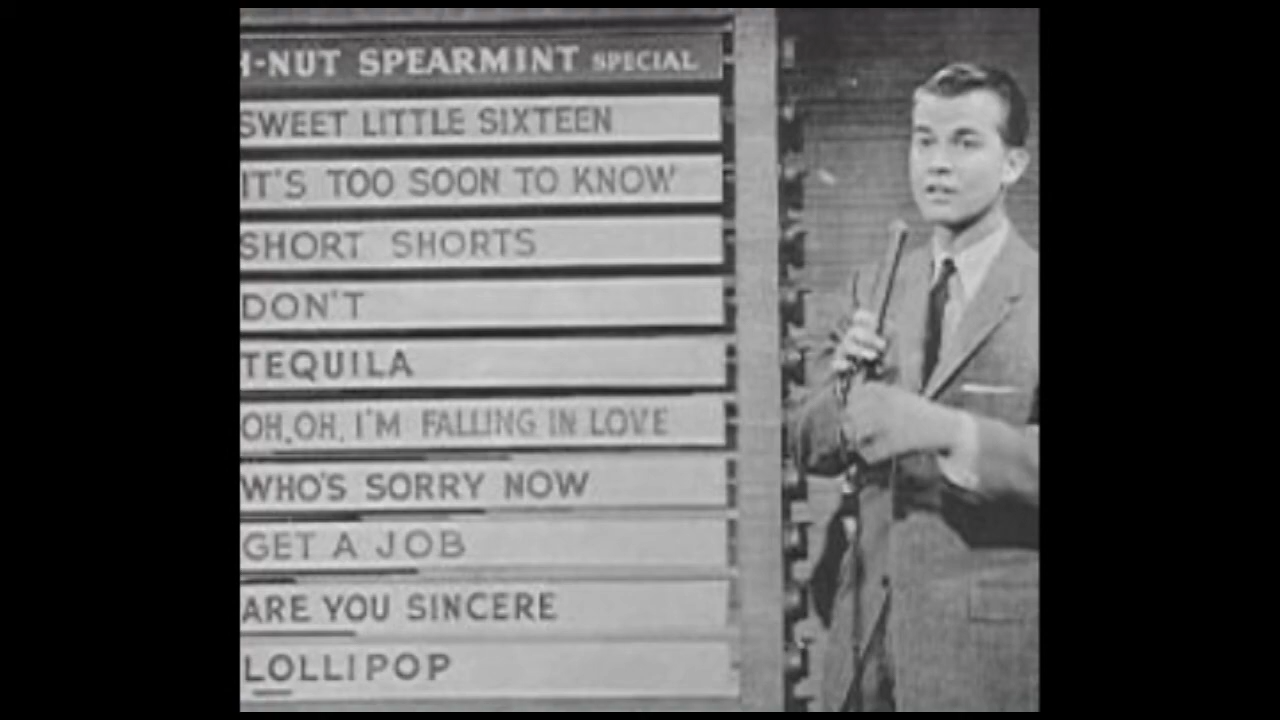 H-NUT SPEARMINT SPECIAL
SWEET LITTLE SIXTEEN
IT'S TOO SOON TO KNOW
SHORT SHORTS
DON'T
TEQUILA
OH, OH, I'M FALLING IN LOVE
WHO'S SORRY NOW
GET A JOB
ARE YOU SINCERE
LOLLIPOP